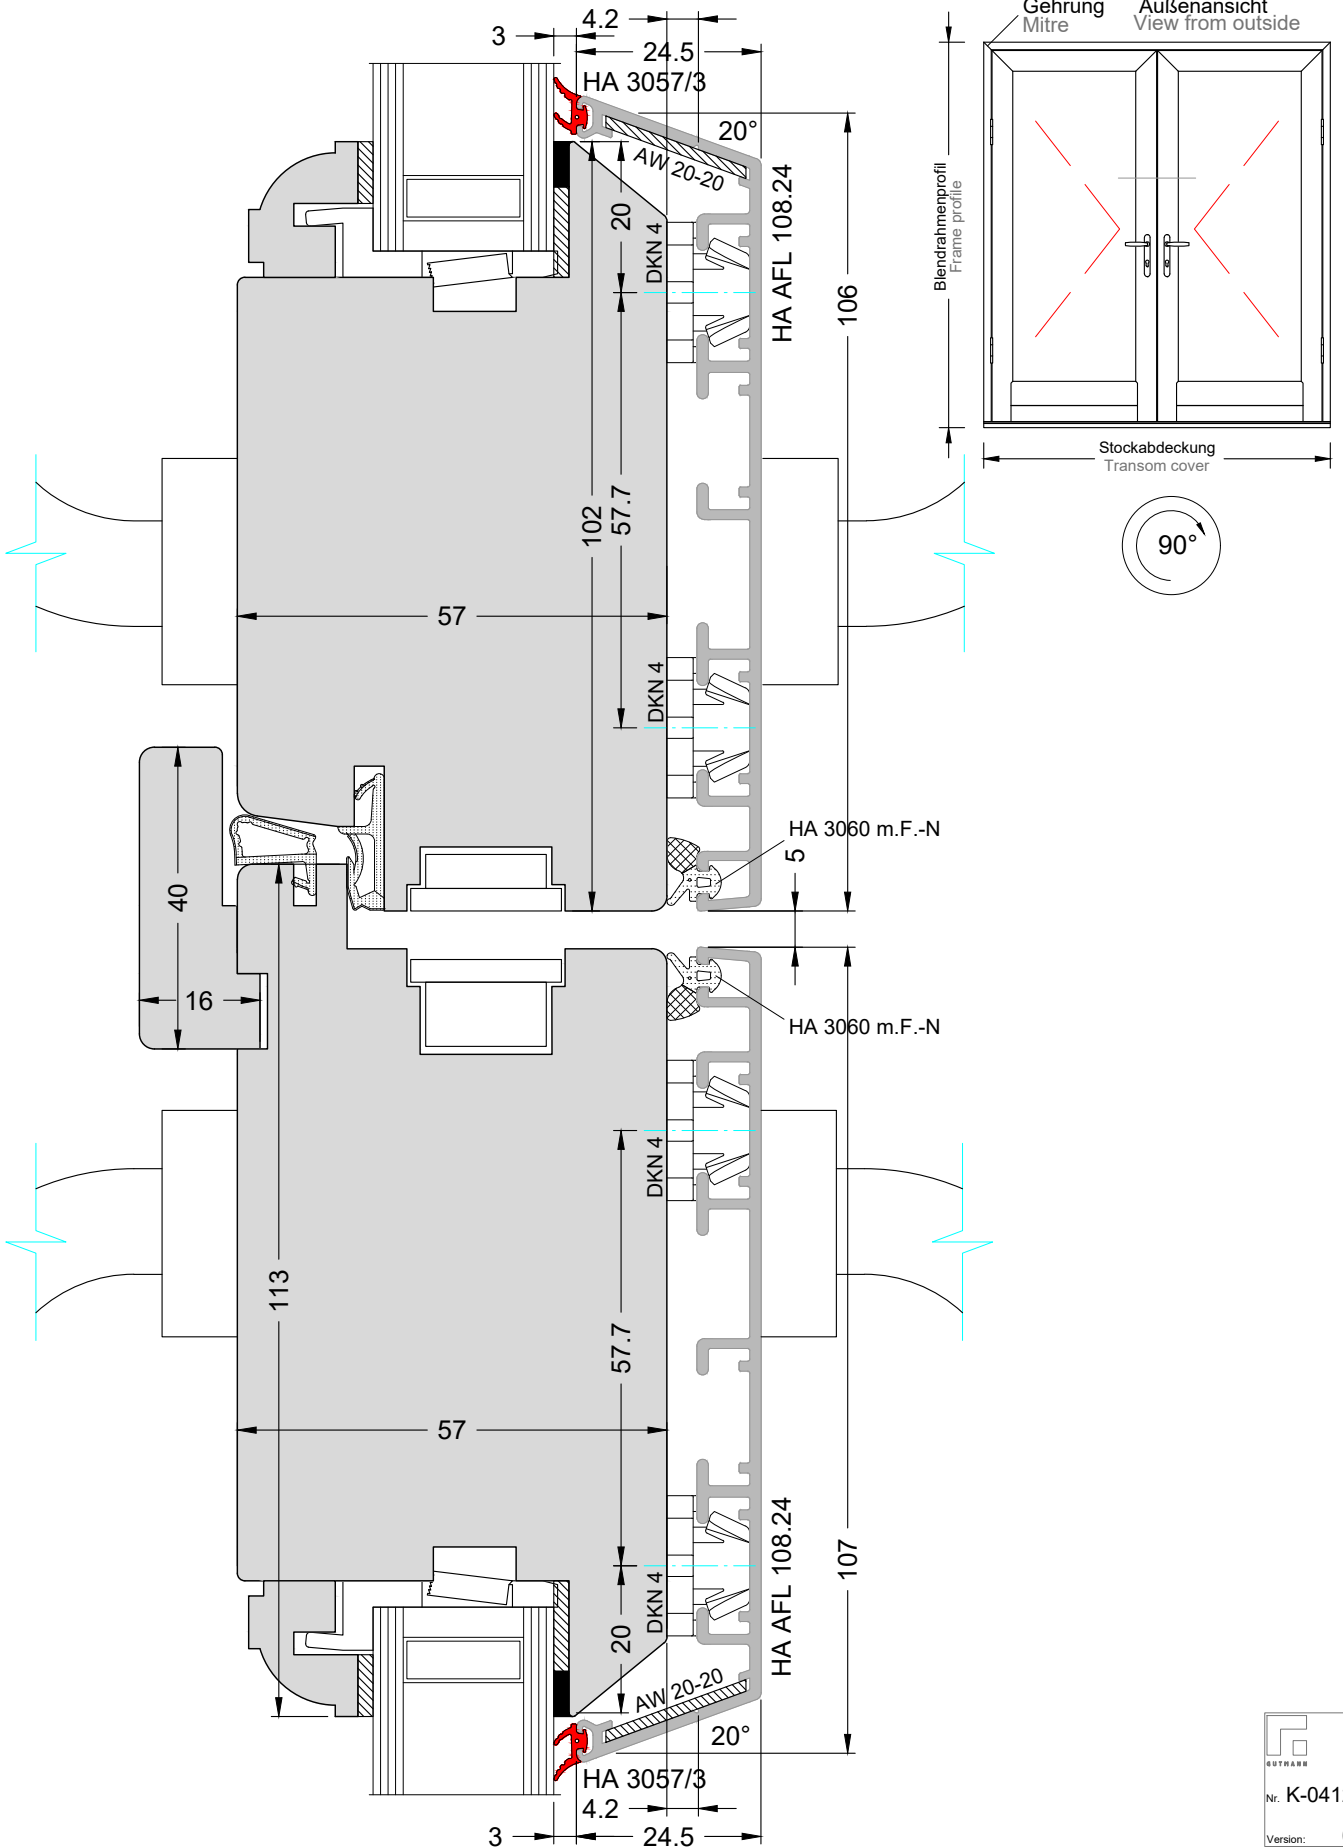 Gehrung
Mitre
Außenansicht
View from outside
4.2
3
24.5
HA 3057/3
20°
AW 20-20
HA AFL 108.24
20
DKN 4
106
Blendrahmenprofil
Frame profile
Stockabdeckung
Transom cover
90°
102
57.7
57
DKN 4
HA 3060 m.F.-N
5
40
16
HA 3060 m.F.-N
DKN 4
113
57.7
57
HA AFL 108.24
107
DKN 4
20
AW 20-20
20°
HA 3057/3
4.2
3
24.5
GUTMANN
Nr. K-041
Version: